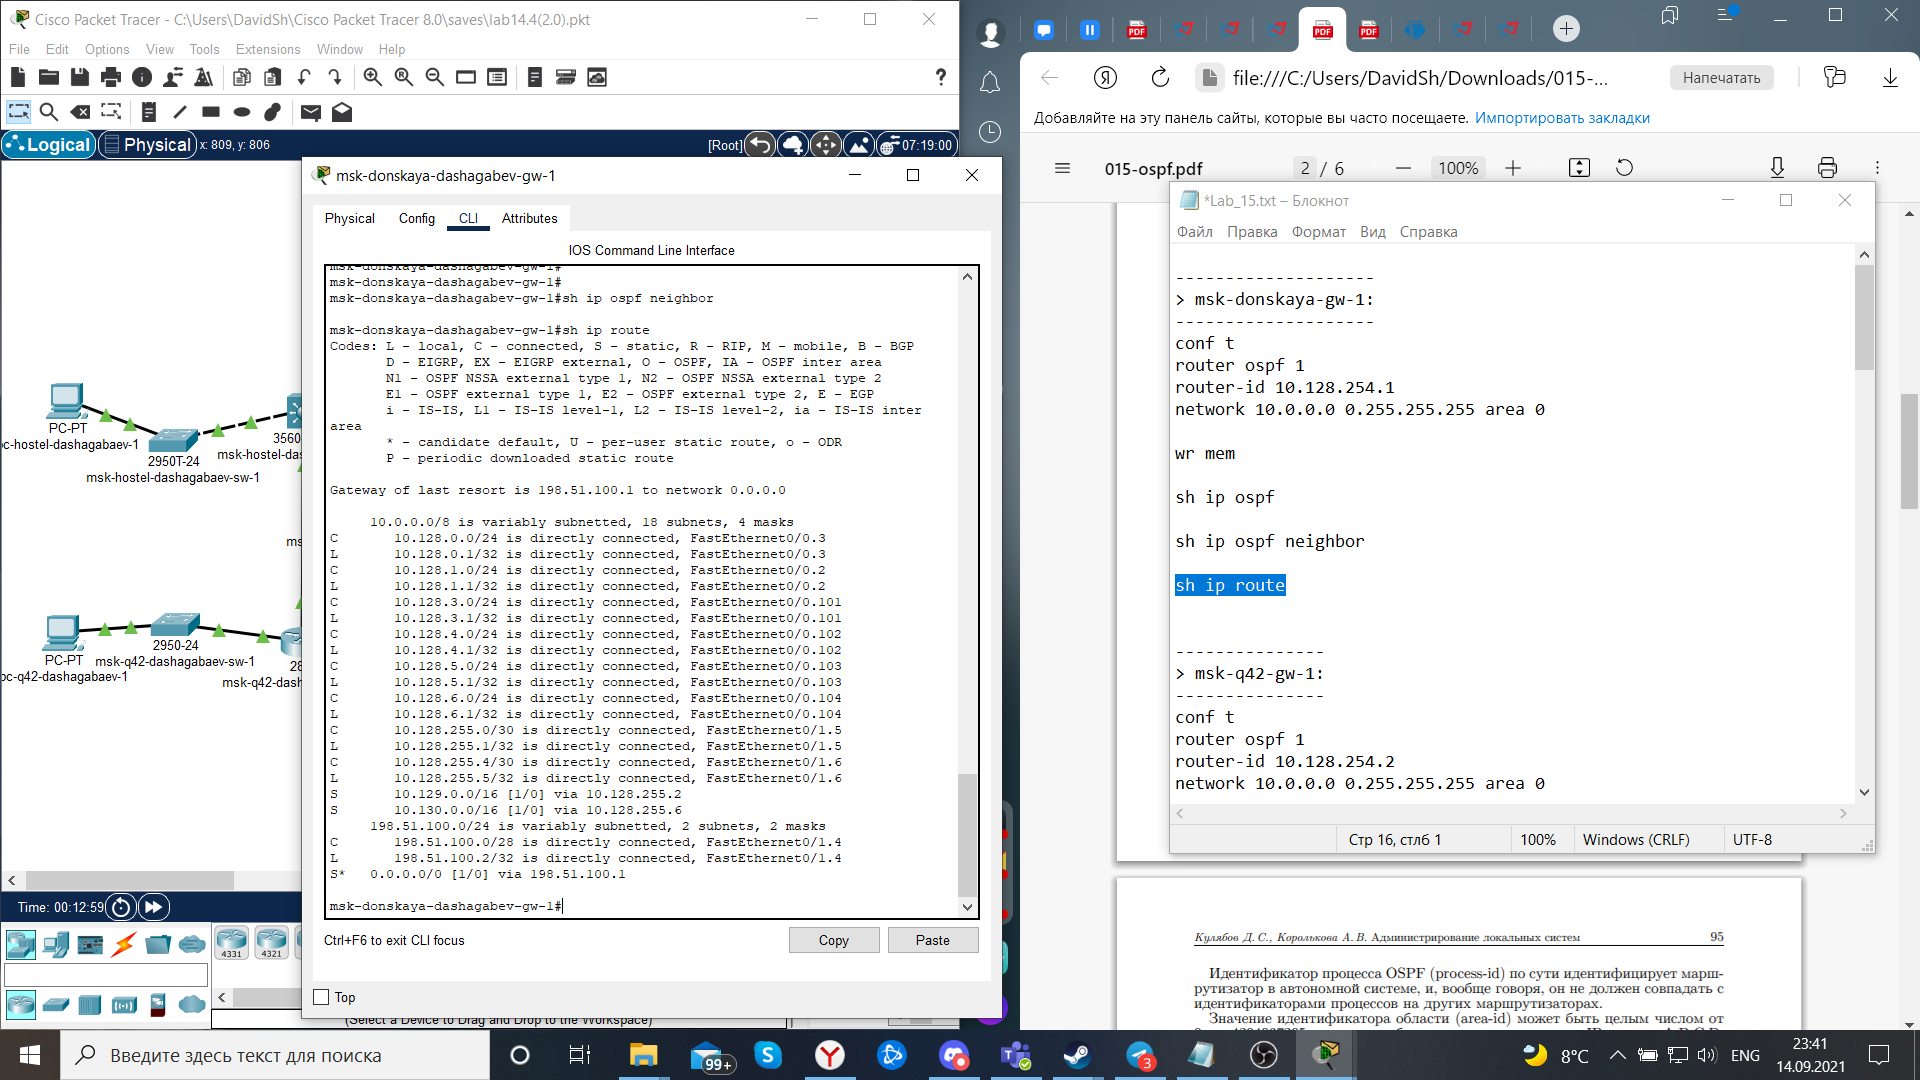 Cisco Packet Tracer - C:\Users\DavidSh\Cisco Packet Tracer 8.0\saves\lab14.4(2.0).pkt
File Edit Options View Tools Extensions Window Help
Logical Physical x: 809, y: 806 [Root] 07:19:00
PC-PT
pc-hostel-dashagabaev-1
2950T-24
msk-hostel-dashagabaev-sw-1
3560
msk-hostel-das
ms
PC-PT
pc-q42-dashagabaev-1
2950-24
msk-q42-dashagabaev-sw-1
28
msk-q42-dash
Time: 00:12:59
4331 4321
(Select a Device to Drag and Drop to the Workspace)
msk-donskaya-dashagabev-gw-1
Physical Config CLI Attributes
IOS Command Line Interface
msk-donskaya-dashagabev-gw-1#
msk-donskaya-dashagabev-gw-1#
msk-donskaya-dashagabev-gw-1#sh ip ospf neighbor
msk-donskaya-dashagabev-gw-1#sh ip route
Codes: L - local, C - connected, S - static, R - RIP, M - mobile, B - BGP
D - EIGRP, EX - EIGRP external, O - OSPF, IA - OSPF inter area
N1 - OSPF NSSA external type 1, N2 - OSPF NSSA external type 2
E1 - OSPF external type 1, E2 - OSPF external type 2, E - EGP
i - IS-IS, L1 - IS-IS level-1, L2 - IS-IS level-2, ia - IS-IS inter
area
* - candidate default, U - per-user static route, o - ODR
P - periodic downloaded static route
Gateway of last resort is 198.51.100.1 to network 0.0.0.0
10.0.0.0/8 is variably subnetted, 18 subnets, 4 masks
C 10.128.0.0/24 is directly connected, FastEthernet0/0.3
L 10.128.0.1/32 is directly connected, FastEthernet0/0.3
C 10.128.1.0/24 is directly connected, FastEthernet0/0.2
L 10.128.1.1/32 is directly connected, FastEthernet0/0.2
C 10.128.3.0/24 is directly connected, FastEthernet0/0.101
L 10.128.3.1/32 is directly connected, FastEthernet0/0.101
C 10.128.4.0/24 is directly connected, FastEthernet0/0.102
L 10.128.4.1/32 is directly connected, FastEthernet0/0.102
C 10.128.5.0/24 is directly connected, FastEthernet0/0.103
L 10.128.5.1/32 is directly connected, FastEthernet0/0.103
C 10.128.6.0/24 is directly connected, FastEthernet0/0.104
L 10.128.6.1/32 is directly connected, FastEthernet0/0.104
C 10.128.255.0/30 is directly connected, FastEthernet0/1.5
L 10.128.255.1/32 is directly connected, FastEthernet0/1.5
C 10.128.255.4/30 is directly connected, FastEthernet0/1.6
L 10.128.255.5/32 is directly connected, FastEthernet0/1.6
S 10.129.0.0/16 [1/0] via 10.128.255.2
S 10.130.0.0/16 [1/0] via 10.128.255.6
198.51.100.0/24 is variably subnetted, 2 subnets, 2 masks
C 198.51.100.0/28 is directly connected, FastEthernet0/1.4
L 198.51.100.2/32 is directly connected, FastEthernet0/1.4
S* 0.0.0.0/0 [1/0] via 198.51.100.1
msk-donskaya-dashagabev-gw-1#
Ctrl+F6 to exit CLI focus
Copy Paste
Top
file:///C:/Users/DavidSh/Downloads/015-...
Напечатать
Добавляйте на эту панель сайты, которые вы часто посещаете. Импортировать закладки
015-ospf.pdf 2 / 6 100%
*Lab_15.txt – Блокнот
Файл Правка Формат Вид Справка
--------------------
> msk-donskaya-gw-1:
--------------------
conf t
router ospf 1
router-id 10.128.254.1
network 10.0.0.0 0.255.255.255 area 0
wr mem
sh ip ospf
sh ip ospf neighbor
sh ip route
---------------
> msk-q42-gw-1:
---------------
conf t
router ospf 1
router-id 10.128.254.2
network 10.0.0.0 0.255.255.255 area 0
Стр 16, стлб 1 100% Windows (CRLF) UTF-8
Кулябов Д. С., Королькова А. В. Администрирование локальных систем 95
Идентификатор процесса OSPF (process-id) по сути идентифицирует марш-
рутизатор в автономной системе, и, вообще говоря, он не должен совпадать с
идентификаторами процессов на других маршрутизаторах.
Значение идентификатора области (area-id) может быть целым числом от
Введите здесь текст для поиска
99+
3
8°C
ENG
23:41
14.09.2021